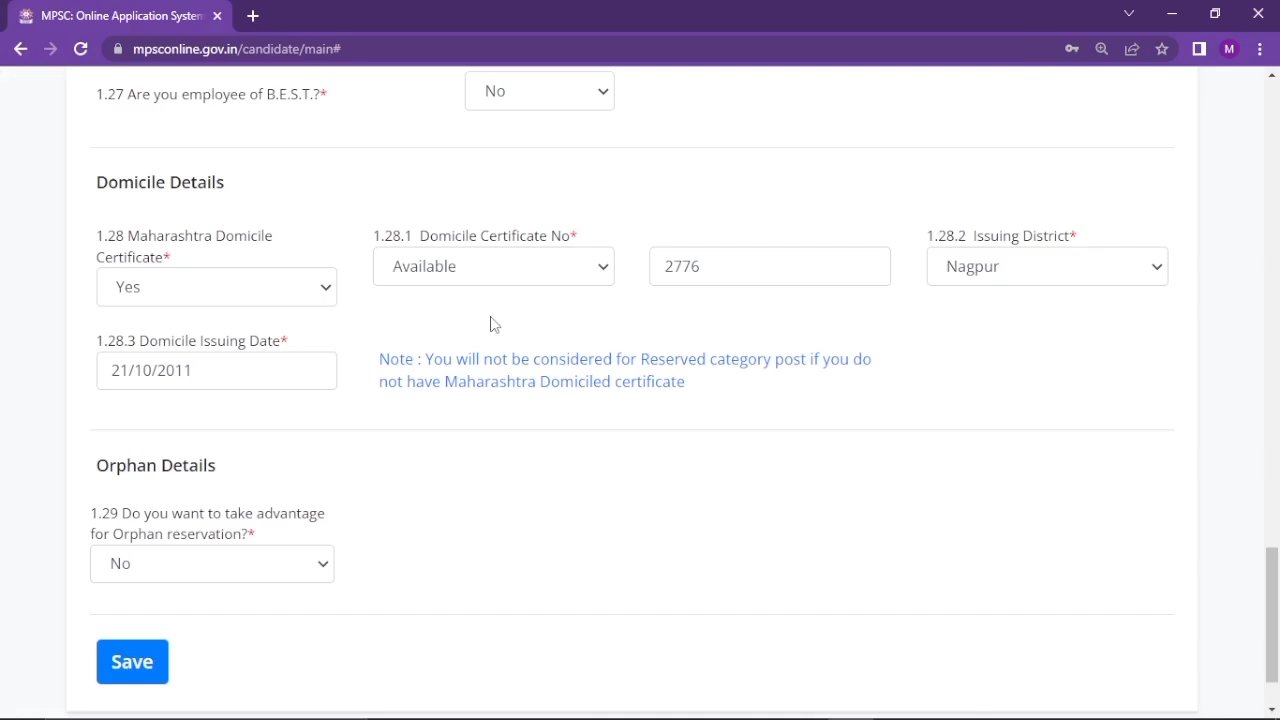 MPSC: Online Application System
mpsconline.gov.in/candidate/main#
M
1.27 Are you employee of B.E.S.T.?*
No
Domicile Details
1.28 Maharashtra Domicile
Certificate*
Yes
1.28.1 Domicile Certificate No*
Available
2776
1.28.2 Issuing District*
Nagpur
1.28.3 Domicile Issuing Date*
21/10/2011
Note : You will not be considered for Reserved category post if you do
not have Maharashtra Domiciled certificate
Orphan Details
1.29 Do you want to take advantage
for Orphan reservation?*
No
Save